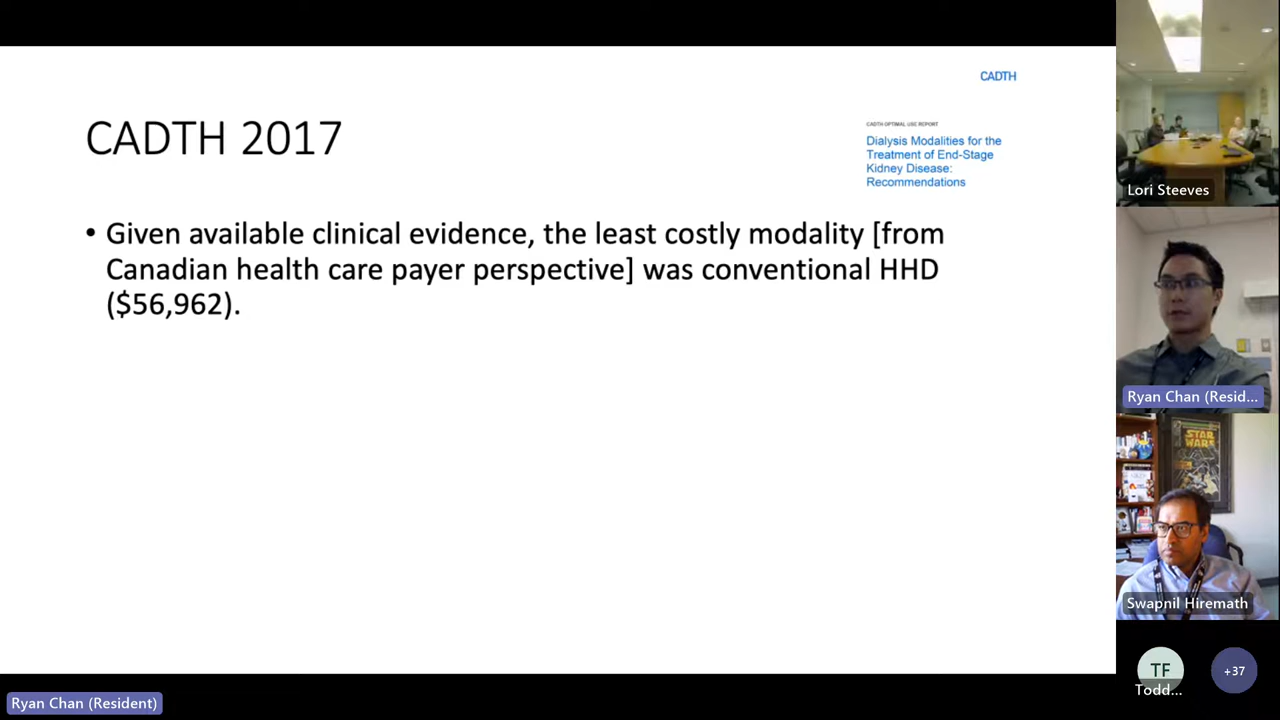 CADTH
CADTH 2017
CADTH OPTIMAL USE REPORT
Dialysis Modalities for the
Treatment of End-Stage
Kidney Disease:
Recommendations
• Given available clinical evidence, the least costly modality [from
Canadian health care payer perspective] was conventional HHD
($56,962).
Lori Steeves
Ryan Chan (Resid...
STAR
WARS
Swapnil Hiremath
TF
Todd...
+37
Ryan Chan (Resident)